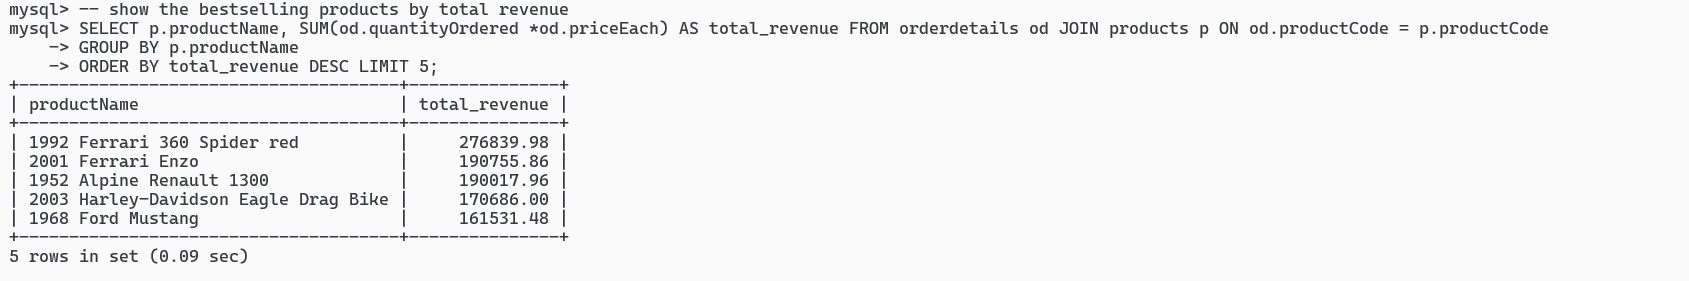 mysql> -- show the bestselling products by total revenue
mysql> SELECT p.productName, SUM(od.quantityOrdered *od.priceEach) AS total_revenue FROM orderdetails od JOIN products p ON od.productCode = p.productCode
    -> GROUP BY p.productName
    -> ORDER BY total_revenue DESC LIMIT 5;
+--------------------------------------+---------------+
| productName                          | total_revenue |
+--------------------------------------+---------------+
| 1992 Ferrari 360 Spider red          |     276839.98 |
| 2001 Ferrari Enzo                    |     190755.86 |
| 1952 Alpine Renault 1300             |     190017.96 |
| 2003 Harley-Davidson Eagle Drag Bike |     170686.00 |
| 1968 Ford Mustang                    |     161531.48 |
+--------------------------------------+---------------+
5 rows in set (0.09 sec)